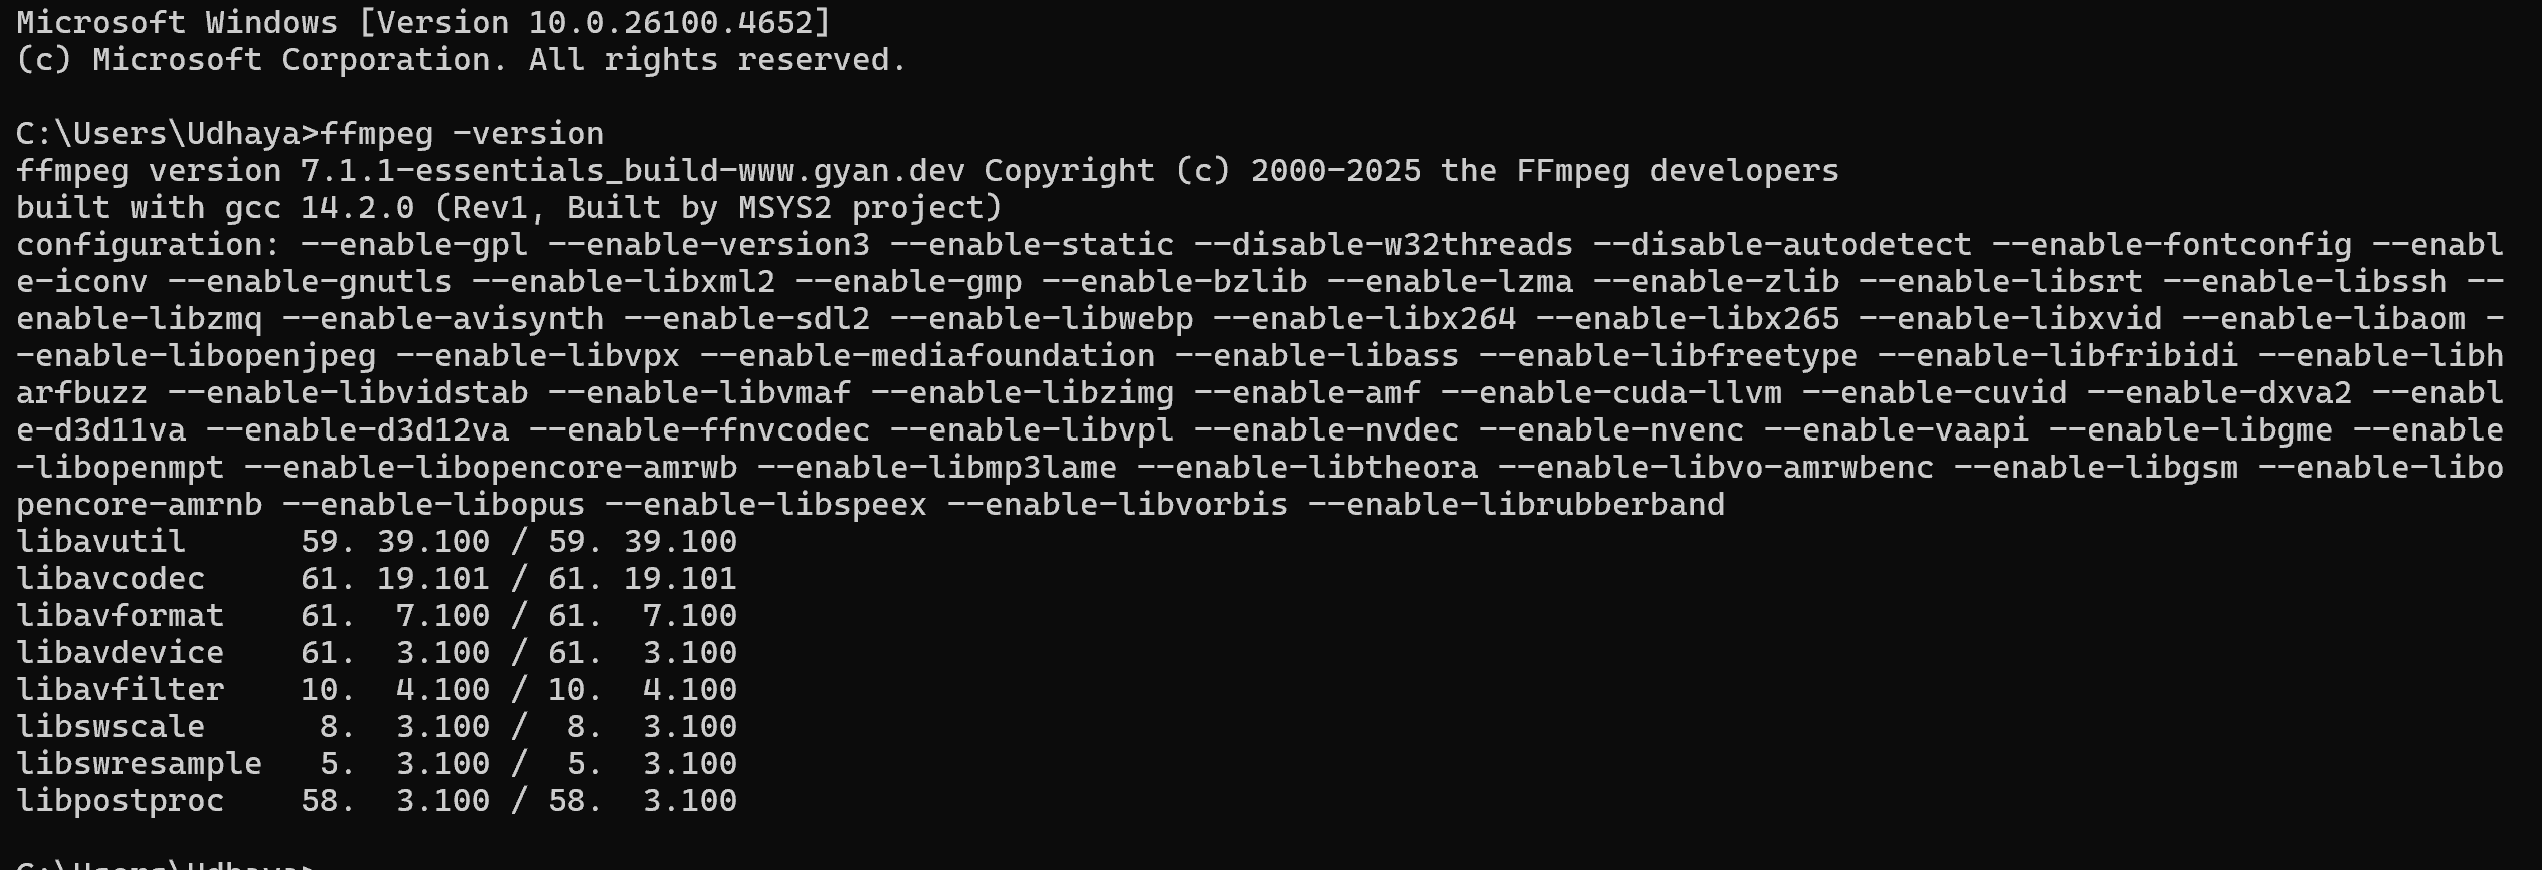 Microsoft Windows [Version 10.0.26100.4652]
(c) Microsoft Corporation. All rights reserved.

C:\Users\Udhaya>ffmpeg -version
ffmpeg version 7.1.1-essentials_build-www.gyan.dev Copyright (c) 2000-2025 the FFmpeg developers
built with gcc 14.2.0 (Rev1, Built by MSYS2 project)
configuration: --enable-gpl --enable-version3 --enable-static --disable-w32threads --disable-autodetect --enable-fontconfig --enabl
e-iconv --enable-gnutls --enable-libxml2 --enable-gmp --enable-bzlib --enable-lzma --enable-zlib --enable-libsrt --enable-libssh --
enable-libzmq --enable-avisynth --enable-sdl2 --enable-libwebp --enable-libx264 --enable-libx265 --enable-libxvid --enable-libaom -
-enable-libopenjpeg --enable-libvpx --enable-mediafoundation --enable-libass --enable-libfreetype --enable-libfribidi --enable-libh
arfbuzz --enable-libvidstab --enable-libvmaf --enable-libzimg --enable-amf --enable-cuda-llvm --enable-cuvid --enable-dxva2 --enabl
e-d3d11va --enable-d3d12va --enable-ffnvcodec --enable-libvpl --enable-nvdec --enable-nvenc --enable-vaapi --enable-libgme --enable
-libopenmpt --enable-libopencore-amrwb --enable-libmp3lame --enable-libtheora --enable-libvo-amrwbenc --enable-libgsm --enable-libo
pencore-amrnb --enable-libopus --enable-libspeex --enable-libvorbis --enable-librubberband
libavutil      59. 39.100 / 59. 39.100
libavcodec     61. 19.101 / 61. 19.101
libavformat    61.  7.100 / 61.  7.100
libavdevice    61.  3.100 / 61.  3.100
libavfilter    10.  4.100 / 10.  4.100
libswscale      8.  3.100 /  8.  3.100
libswresample   5.  3.100 /  5.  3.100
libpostproc    58.  3.100 / 58.  3.100

C:\Users\Udhaya>